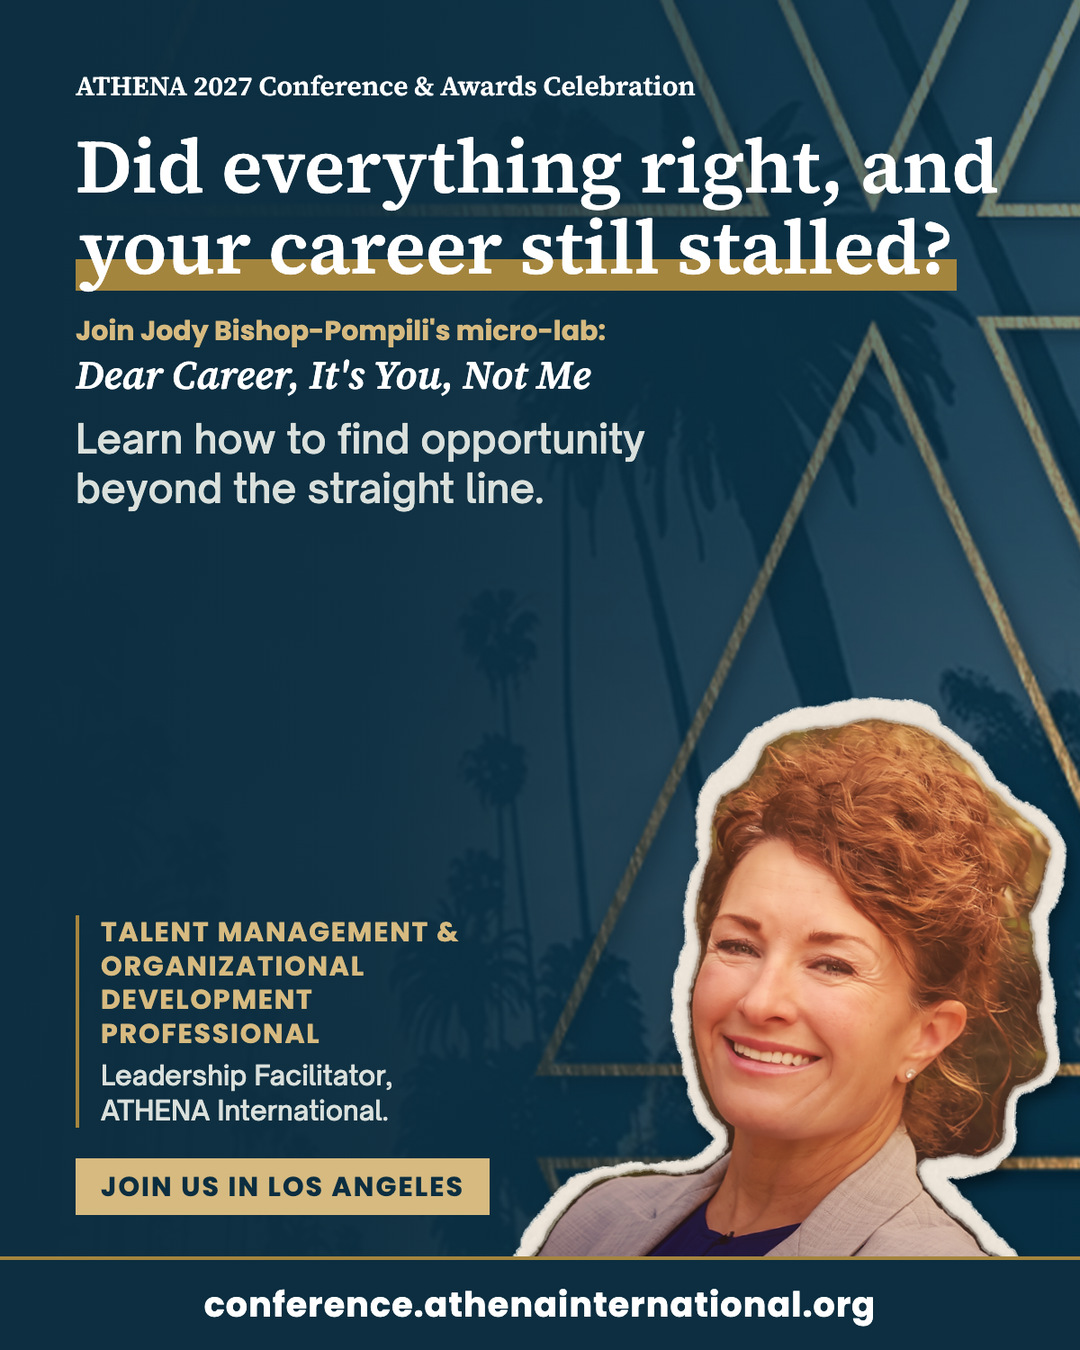 ATHENA 2027 Conference & Awards Celebration
Did everything right, and
your career still stalled?
Join Jody Bishop-Pompili's micro-lab:
Dear Career, It's You, Not Me
Learn how to find opportunity
beyond the straight line.
TALENT MANAGEMENT &
ORGANIZATIONAL
DEVELOPMENT
PROFESSIONAL
Leadership Facilitator,
ATHENA International.
JOIN US IN LOS ANGELES
conference.athenainternational.org